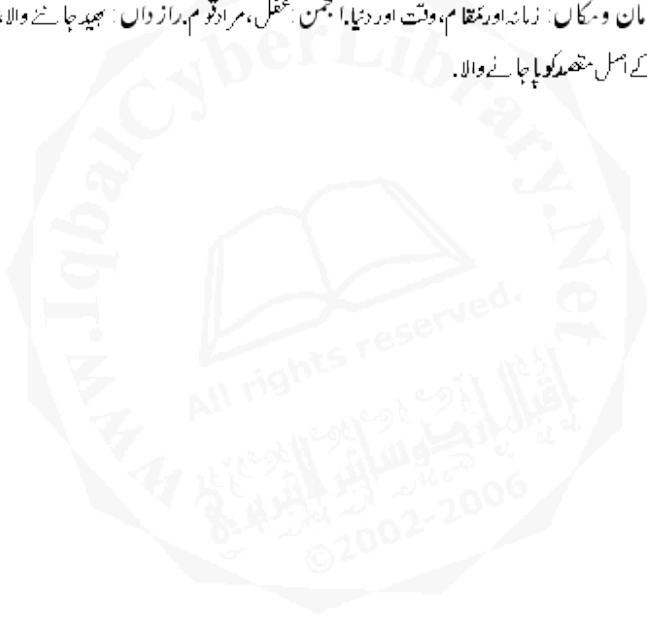 مان و مکاں: زمانہ اور مقام، وقت اور دنیا. انجمن: محفل، مراد قوم. راز داں: بھید جاننے والا،
کے اصل مقصد کو پا جانے والا.
www.IqbalCyberLibrary.Net
All rights reserved.
©2002-2006